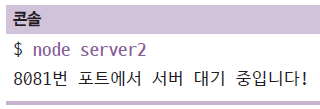 콘솔
$ node server2
8081번 포트에서 서버 대기 중입니다!